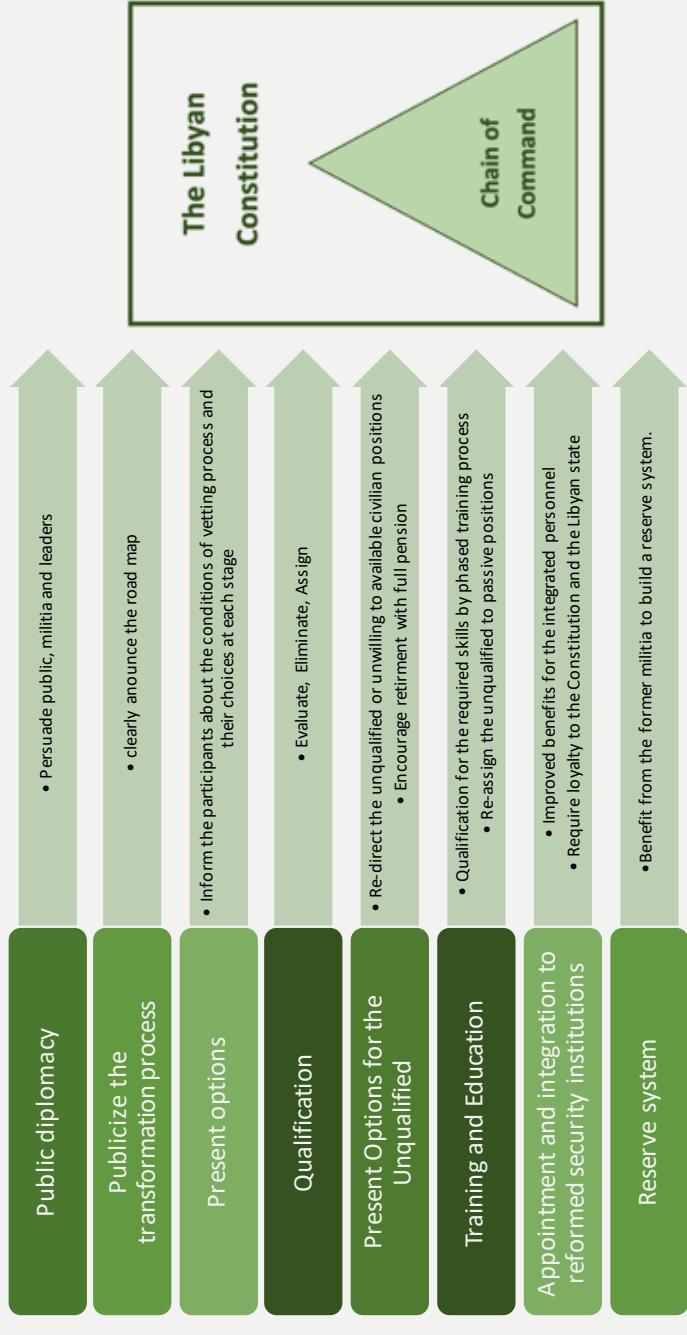 Public diplomacy
• Persuade public, militia and leaders
Publicize the
transformation process
• clearly anounce the road map
Present options
• Inform the participants about the conditions of vetting process and
their choices at each stage
Qualification
• Evaluate, Eliminate, Assign
Present Options for the
Unqualified
• Re-direct the unqualified or unwilling to available civilian positions
• Encourage retirment with full pension
Training and Education
• Qualification for the required skills by phased training process
• Re-assign the unqualified to passive positions
Appointment and integration to
reformed security institutions
• Improved benefits for the integrated personnel
• Require loyalty to the Constitution and the Libyan state
Reserve system
•Benefit from the former militia to build a reserve system.
The Libyan
Constitution
Chain of
Command